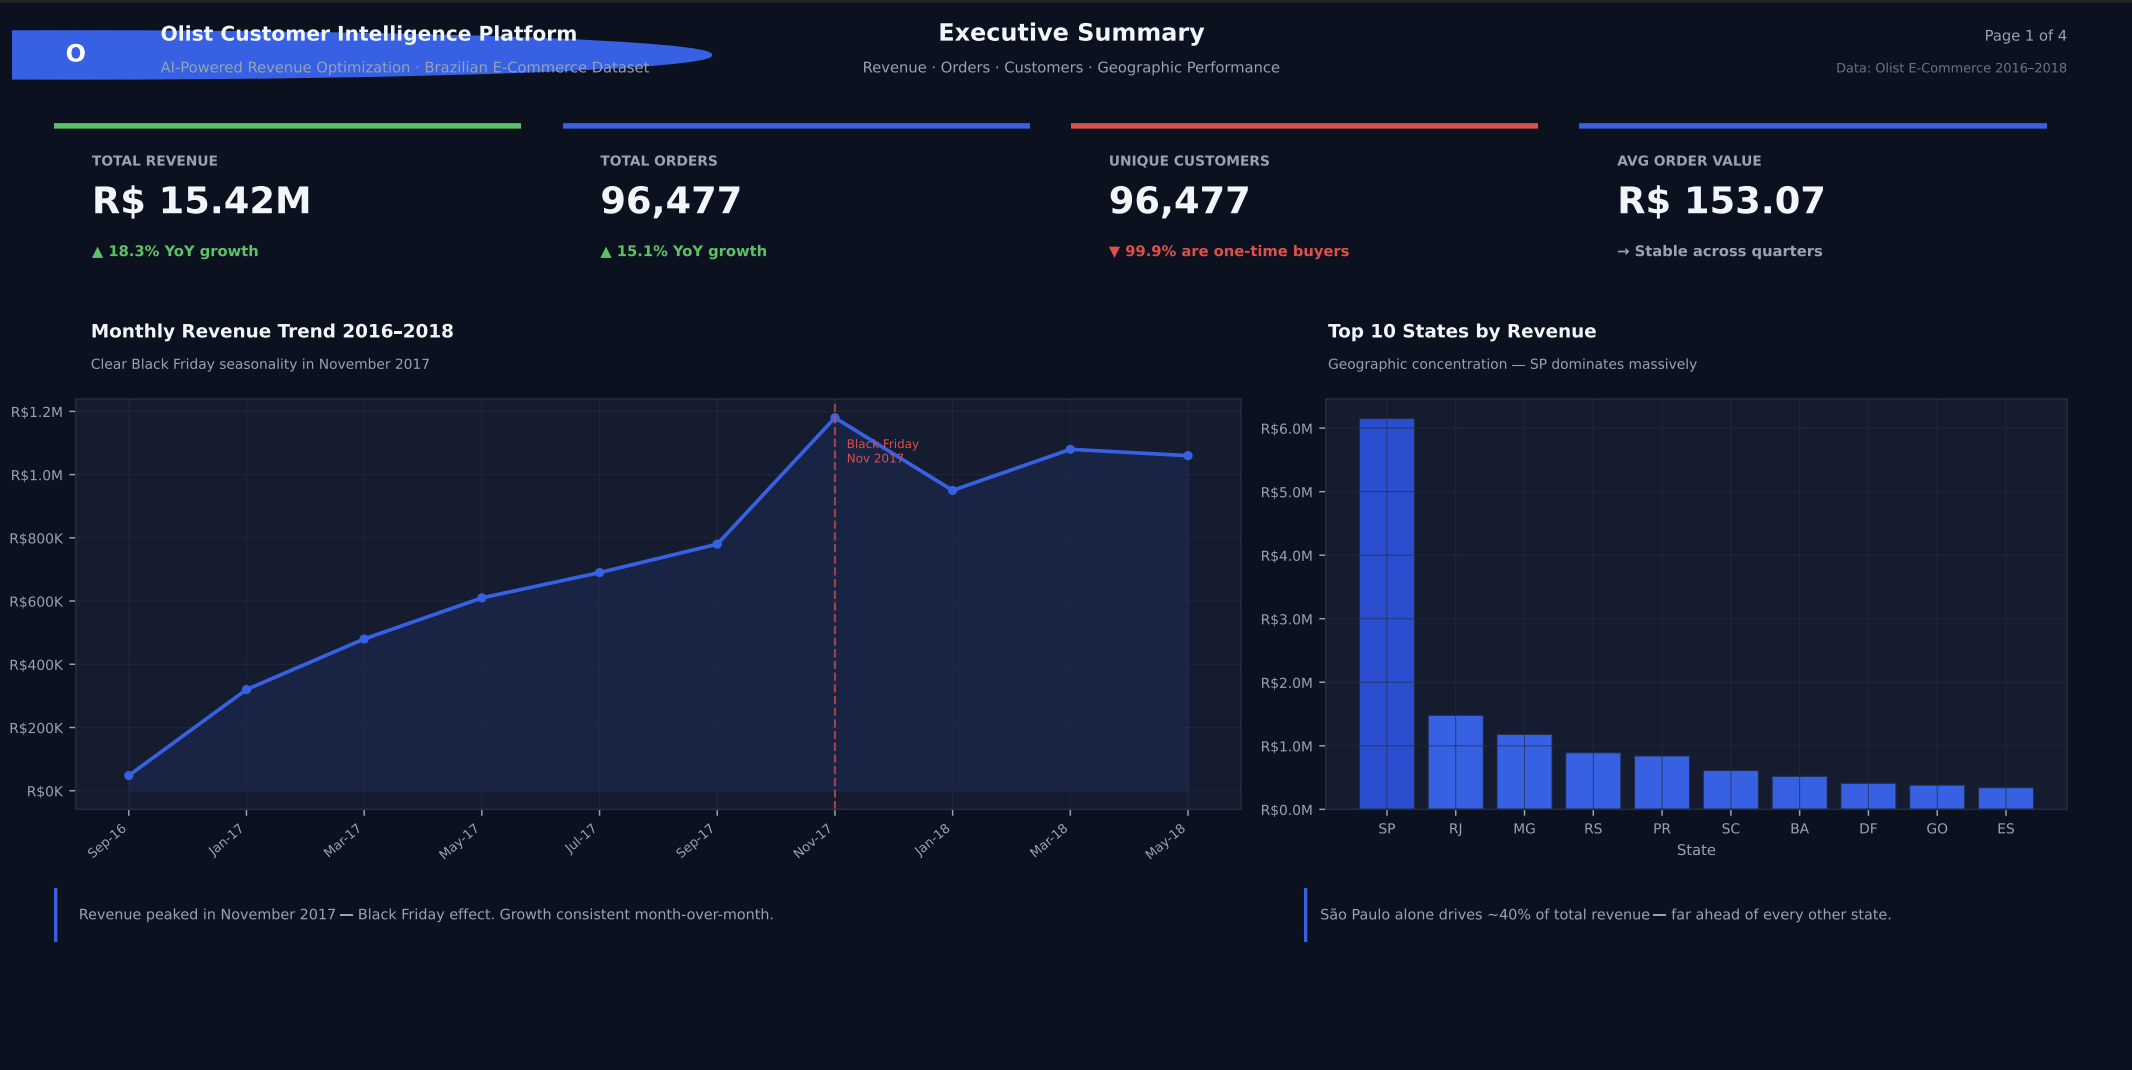 O
Olist Customer Intelligence Platform
AI-Powered Revenue Optimization · Brazilian E-Commerce Dataset
Executive Summary
Revenue · Orders · Customers · Geographic Performance
Page 1 of 4
Data: Olist E-Commerce 2016–2018
TOTAL REVENUE
R$ 15.42M
▲ 18.3% YoY growth
TOTAL ORDERS
96,477
▲ 15.1% YoY growth
UNIQUE CUSTOMERS
96,477
▼ 99.9% are one-time buyers
AVG ORDER VALUE
R$ 153.07
→ Stable across quarters
Monthly Revenue Trend 2016–2018
Clear Black Friday seasonality in November 2017
R$1.2M
R$1.0M
R$800K
R$600K
R$400K
R$200K
R$0K
Black Friday
Nov 2017
Sep-16
Jan-17
Mar-17
May-17
Jul-17
Sep-17
Nov-17
Jan-18
Mar-18
May-18
Revenue peaked in November 2017 — Black Friday effect. Growth consistent month-over-month.
Top 10 States by Revenue
Geographic concentration — SP dominates massively
R$6.0M
R$5.0M
R$4.0M
R$3.0M
R$2.0M
R$1.0M
R$0.0M
SP
RJ
MG
RS
PR
SC
BA
DF
GO
ES
State
São Paulo alone drives ~40% of total revenue — far ahead of every other state.